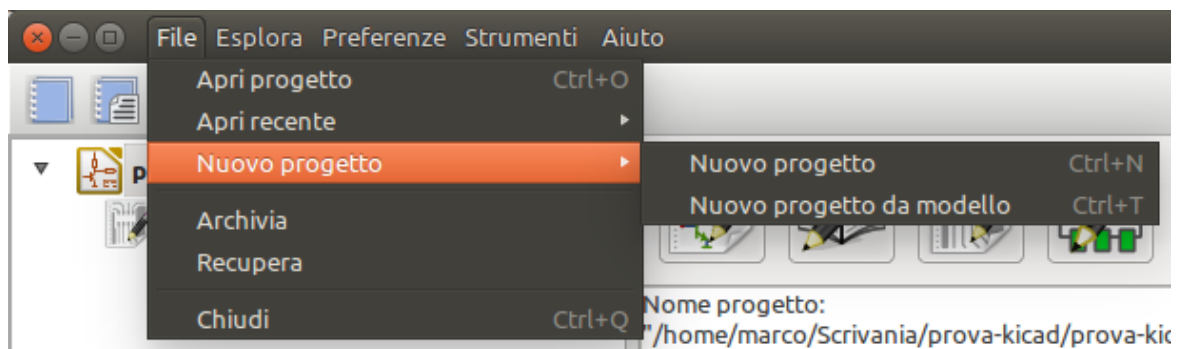 File Esplora Preferenze Strumenti Aiuto
Apri progetto Ctrl+O
Apri recente
Nuovo progetto
Nuovo progetto Ctrl+N
Nuovo progetto da modello Ctrl+T
Archivia
Recupera
Chiudi Ctrl+Q
p
Nome progetto:
"/home/marco/Scrivania/prova-kicad/prova-kic